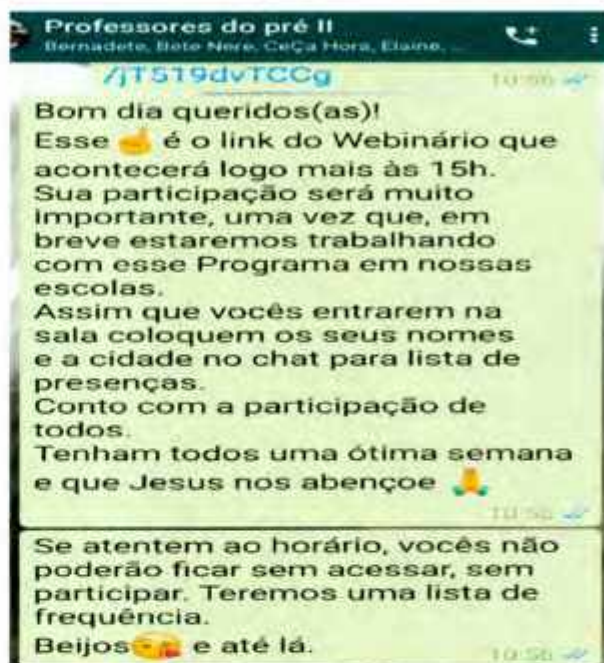 Professores do pré II
Bernadete, Bete Nere, CeÇa Hora, Elaine, ...
/jT519dvTCCg
10:56
Bom dia queridos(as)!
Esse ☝ é o link do Webinário que
acontecerá logo mais às 15h.
Sua participação será muito
importante, uma vez que, em
breve estaremos trabalhando
com esse Programa em nossas
escolas.
Assim que vocês entrarem na
sala coloquem os seus nomes
e a cidade no chat para lista de
presenças.
Conto com a participação de
todos.
Tenham todos uma ótima semana
e que Jesus nos abençoe 🙏
10:56
Se atentem ao horário, vocês não
poderão ficar sem acessar, sem
participar. Teremos uma lista de
frequência.
Beijos😘 e até lá.
10:56